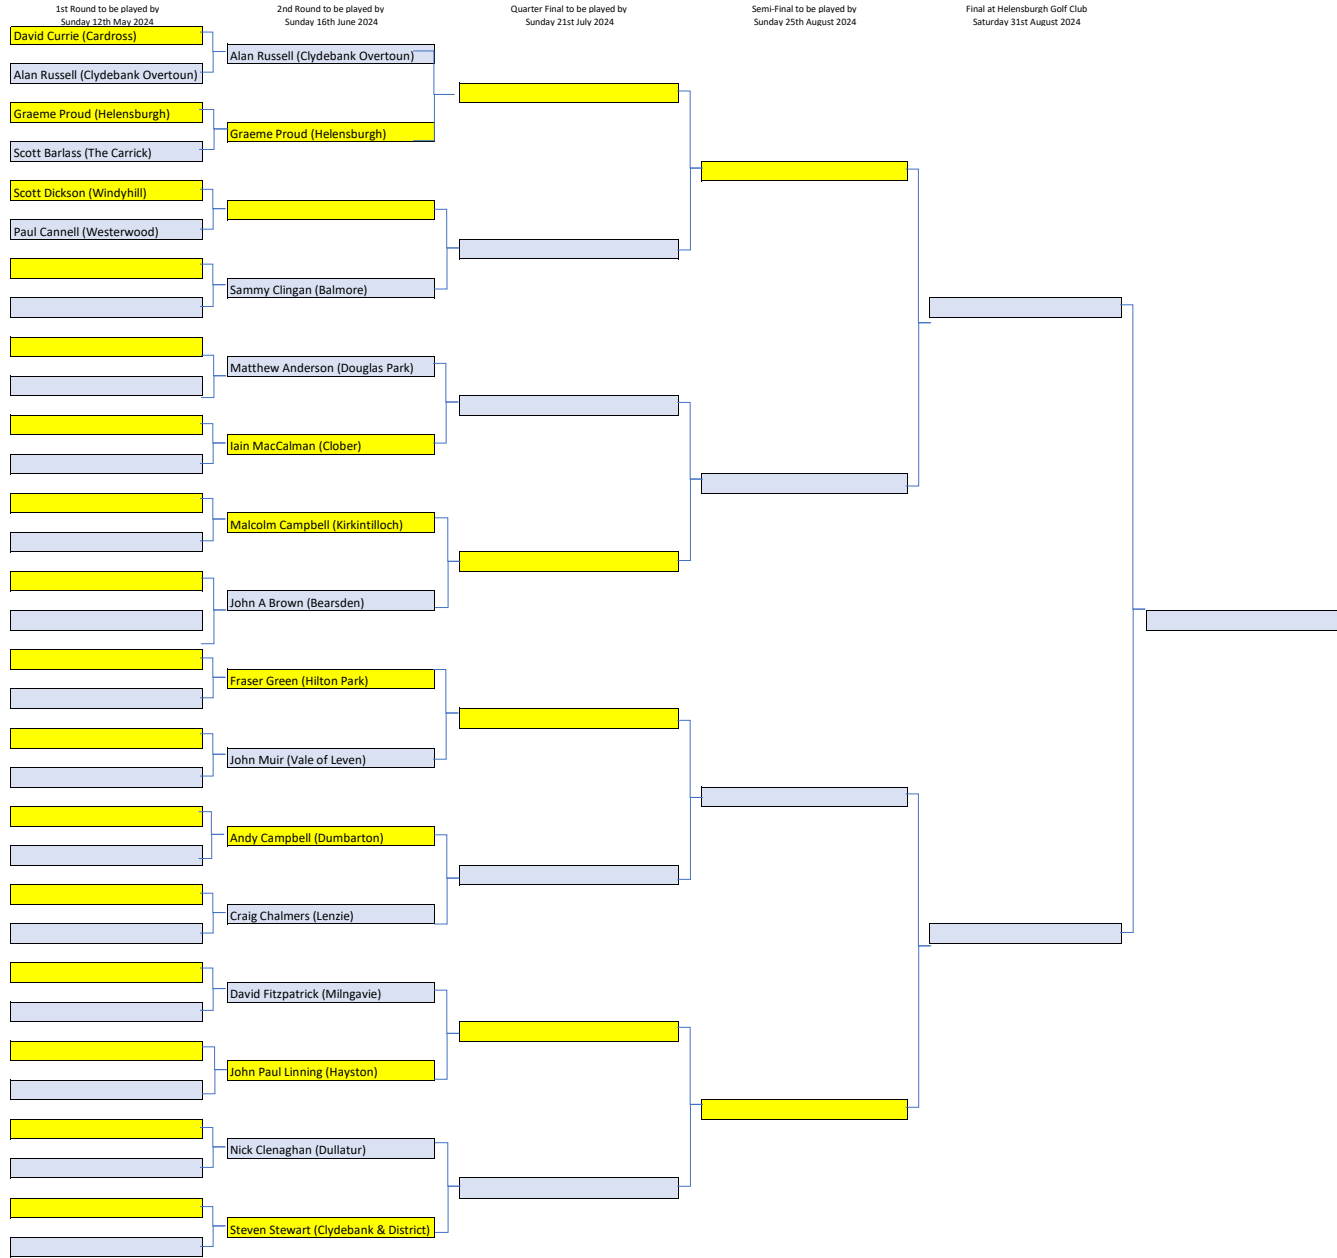 1st Round to be played by
Sunday 12th May 2024
2nd Round to be played by
Sunday 16th June 2024
Quarter Final to be played by
Sunday 21st July 2024
Semi-Final to be played by
Sunday 25th August 2024
Final at Helensburgh Golf Club
Saturday 31st August 2024
David Currie (Cardross)
Alan Russell (Clydebank Overtoun)
Graeme Proud (Helensburgh)
Scott Barlass (The Carrick)
Scott Dickson (Windyhill)
Paul Cannell (Westerwood)
Alan Russell (Clydebank Overtoun)
Graeme Proud (Helensburgh)
Sammy Clingan (Balmore)
Matthew Anderson (Douglas Park)
Iain MacCalman (Clober)
Malcolm Campbell (Kirkintilloch)
John A Brown (Bearsden)
Fraser Green (Hilton Park)
John Muir (Vale of Leven)
Andy Campbell (Dumbarton)
Craig Chalmers (Lenzie)
David Fitzpatrick (Milngavie)
John Paul Linning (Hayston)
Nick Clenaghan (Dullatur)
Steven Stewart (Clydebank & District)